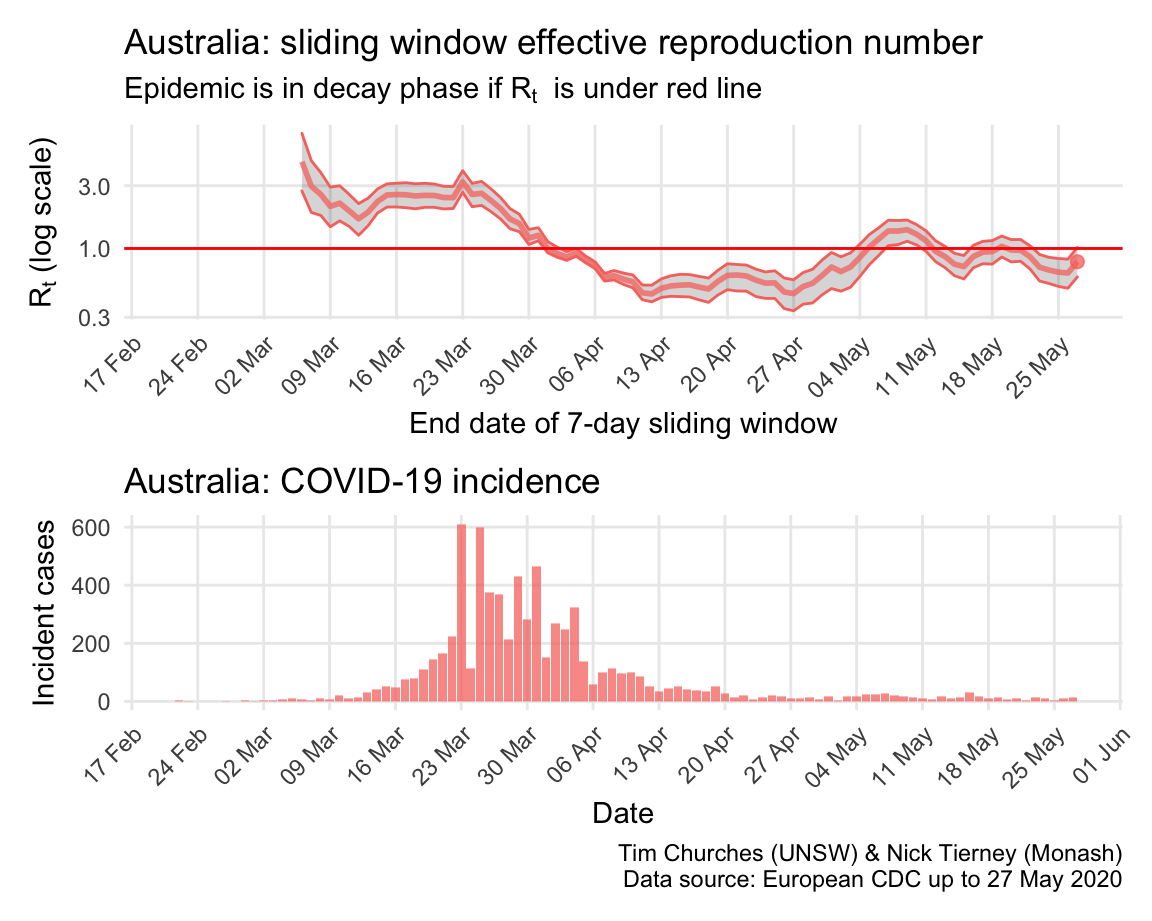 Australia: sliding window effective reproduction number
Epidemic is in decay phase if Rt is under red line
Rt (log scale)
3.0
1.0
0.3
17 Feb
24 Feb
02 Mar
09 Mar
16 Mar
23 Mar
30 Mar
06 Apr
13 Apr
20 Apr
27 Apr
04 May
11 May
18 May
25 May
End date of 7-day sliding window
Australia: COVID-19 incidence
Incident cases
600
400
200
0
17 Feb
24 Feb
02 Mar
09 Mar
16 Mar
23 Mar
30 Mar
06 Apr
13 Apr
20 Apr
27 Apr
04 May
11 May
18 May
25 May
01 Jun
Date
Tim Churches (UNSW) & Nick Tierney (Monash)
Data source: European CDC up to 27 May 2020